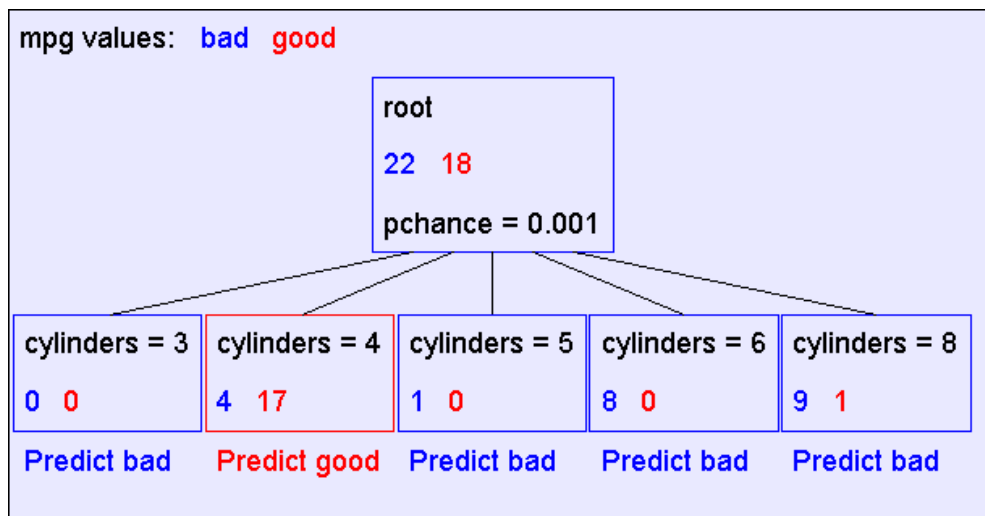 mpg values: bad good
root
22 18
pchance = 0.001
cylinders = 3 cylinders = 4 cylinders = 5 cylinders = 6 cylinders = 8
0 0 4 17 1 0 8 0 9 1
Predict bad Predict good Predict bad Predict bad Predict bad